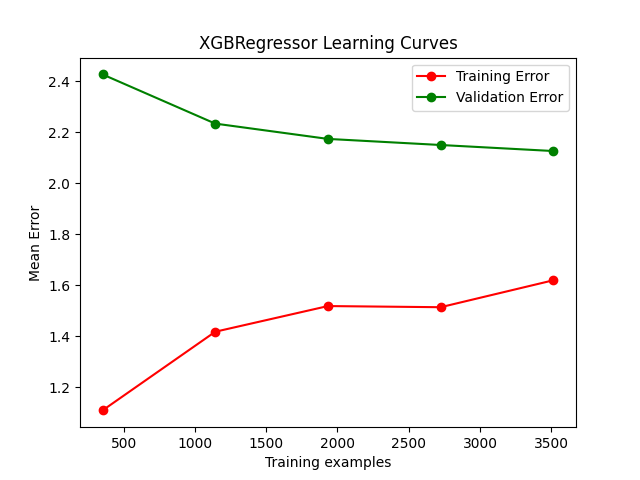 XGBRegressor Learning Curves
Training Error
Validation Error
2.4
2.2
2.0
1.8
1.6
1.4
1.2
Mean Error
500
1000
1500
2000
2500
3000
3500
Training examples